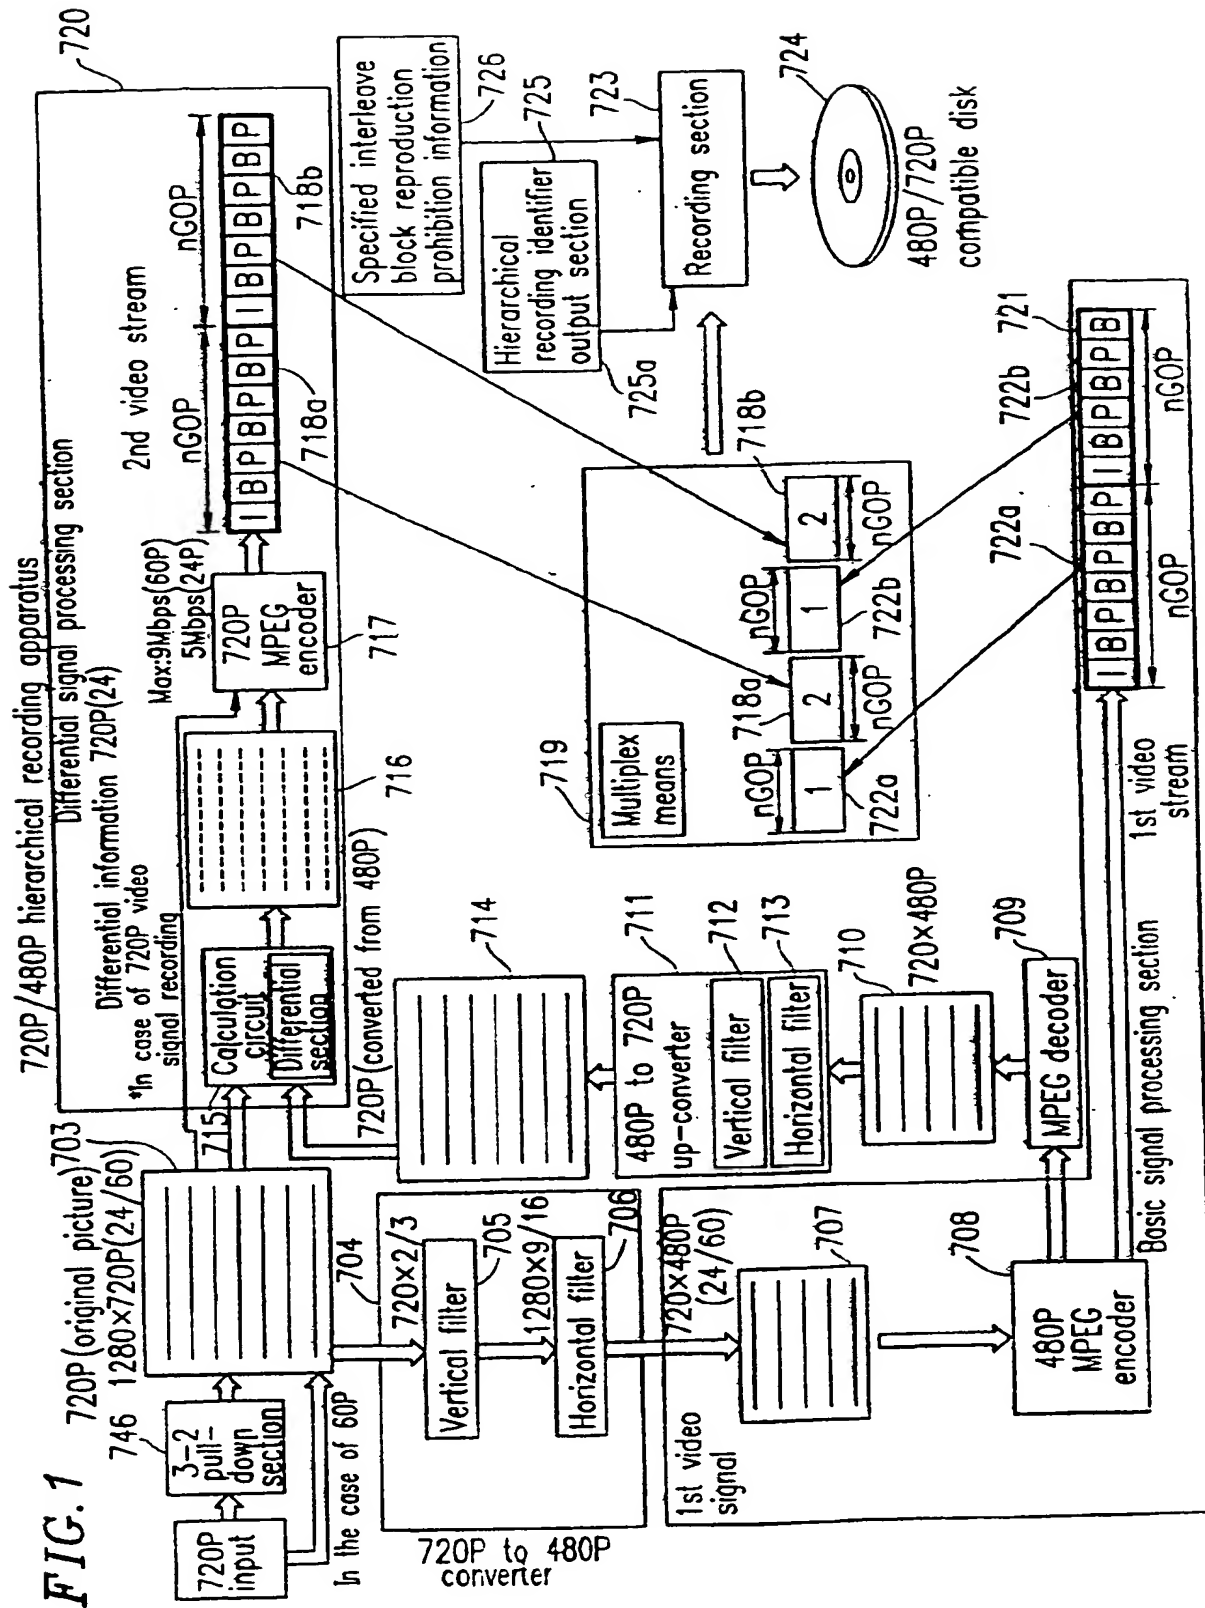 FIG. 1
720P/480P hierarchical recording apparatus
720
Differential signal processing section
Differential information 720P(24)
*In case of 720P video
signal recording
720P(original picture)
1280×720P(24/60)
703
746
3-2
pull-
down
section
720P
input
In the case of 60P
715
Calculation
circuit
Differential
section
716
Max:9Mbps(60P)
5Mbps(24P)
720P
MPEG
encoder
717
2nd video stream
nGOP
nGOP
I B P B P B P I B P B P B P
718a
718b
720P(converted from 480P)
714
704
720×2/3
Vertical filter
705
1280×9/16
Horizontal filter
706
720P to 480P
converter
711
480P to 720P
up-converter
Vertical filter
712
Horizontal filter
713
710
720×480P
MPEG decoder
709
1st video
signal
720×480P
(24/60)
707
480P
MPEG
encoder
708
Basic signal processing section
1st video
stream
I B P B P B P I B P B P B
722a
722b
721
nGOP
nGOP
719
Multiplex
means
nGOP
1
722a
718a
2
nGOP
nGOP
1
722b
718b
2
nGOP
Specified interleave
block reproduction
prohibition information
726
Hierarchical
recording identifier
output section
725
725a
Recording section
723
724
480P/720P
compatible disk